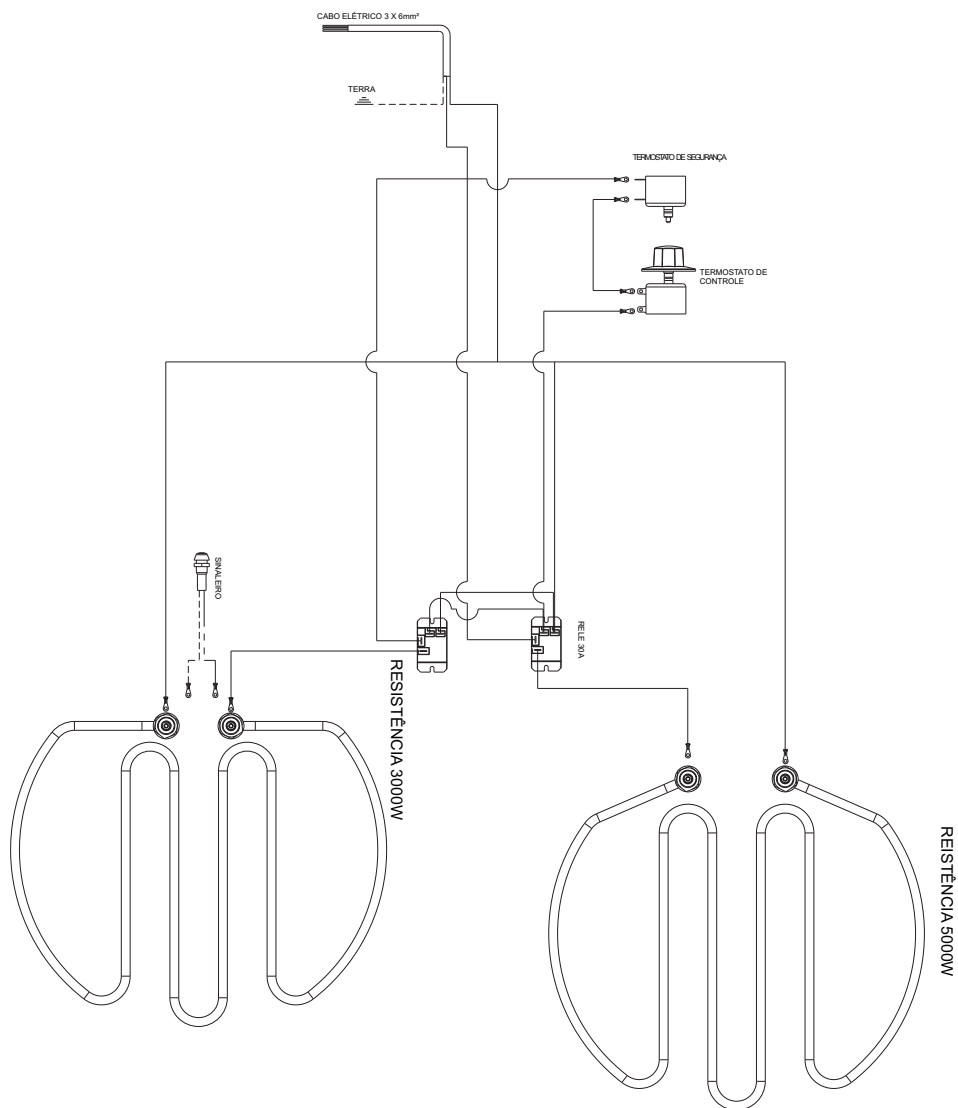 CABO ELÉTRICO 3 X 6mm²
TERRA
TERMOSTATO DE SEGURANÇA
TERMOSTATO DE
CONTROLE
SINALEIRO
RELE 30A
RESISTÊNCIA 3000W
REISTÊNCIA 5000W